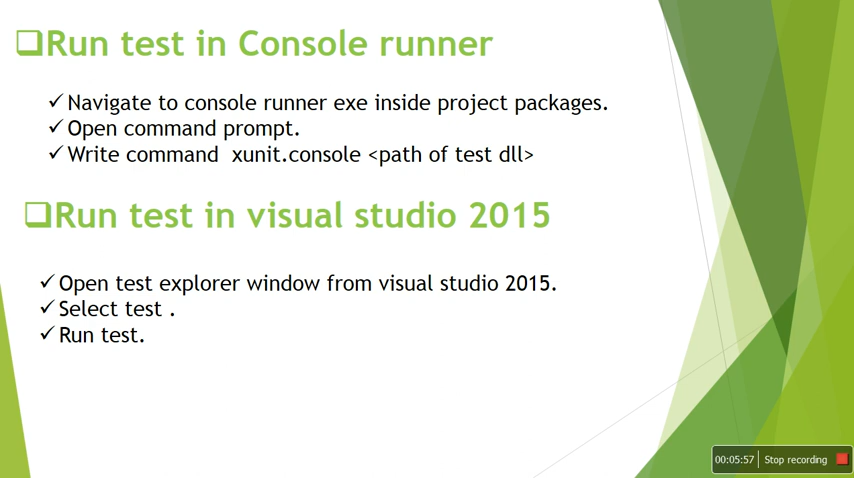 Run test in Console runner
Navigate to console runner exe inside project packages.
Open command prompt.
Write command xunit.console <path of test dll>
Run test in visual studio 2015
Open test explorer window from visual studio 2015.
Select test .
Run test.
00:05:57 Stop recording